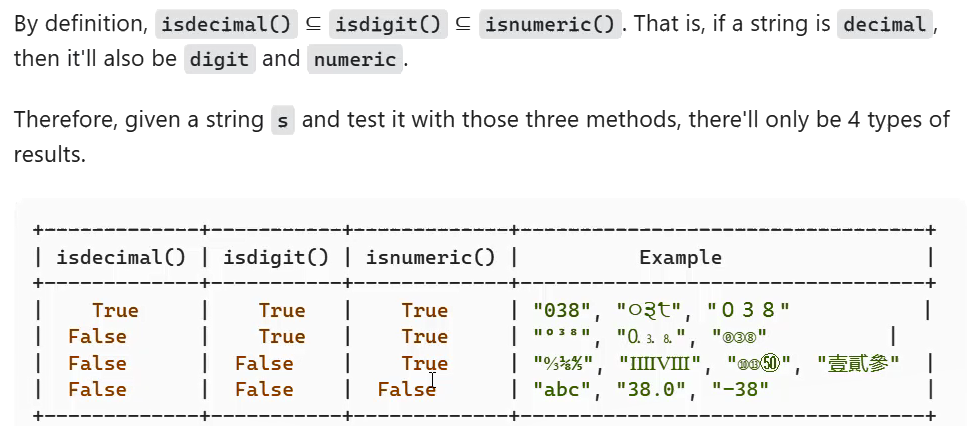 By definition, isdecimal() ⊆ isdigit() ⊆ isnumeric(). That is, if a string is decimal,
then it'll also be digit and numeric.
Therefore, given a string s and test it with those three methods, there'll only be 4 types of
results.
+-------------+------------+-------------+----------------------------------+
| isdecimal() | isdigit() | isnumeric() | Example |
+-------------+------------+-------------+----------------------------------+
| True | True | True | "038", "੦੩੮", "０３８" |
| False | True | True | "⁰³⁸", "🄀⒊⒏", "⓪③⑧" |
| False | False | True | "↉⅛⅘", "ⅠⅢⅧ", "⑩⑬㊿", "壹貳參" |
| False | False | False | "abc", "38.0", "-38" |
+-------------+------------+-------------+----------------------------------+